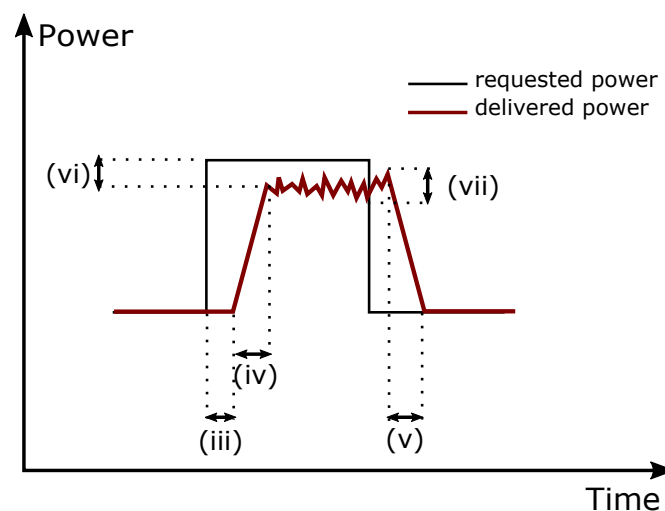 Power
requested power
delivered power
(vi)
(vii)
(iv)
(iii)
(v)
Time